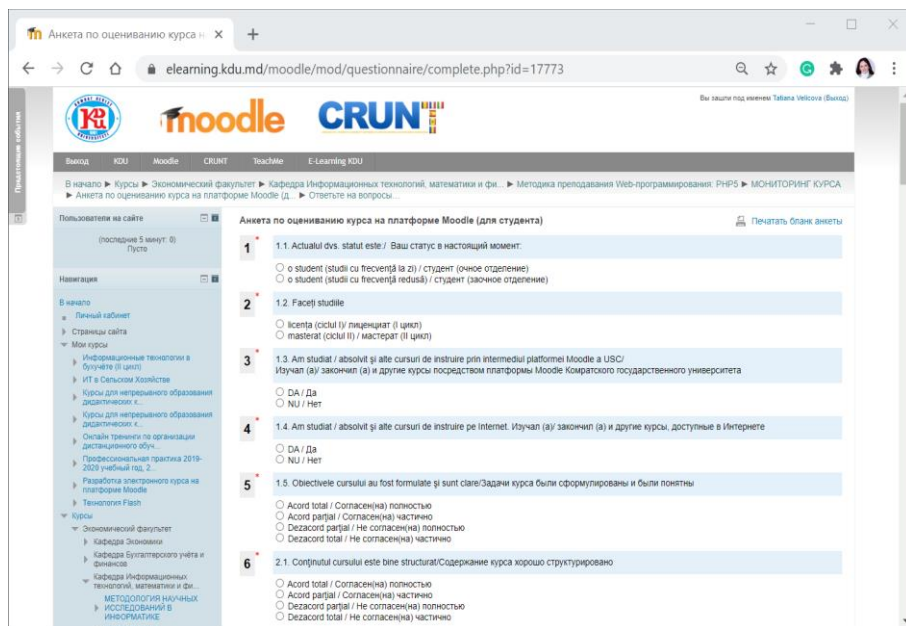 Анкета по оцениванию курса н
elearning.kdu.md/moodle/mod/questionnaire/complete.php?id=17773
Предстоящие события
moodle
CRUNT
Вы зашли под именем Tatiana Velicova (Выход)
Выход KDU Moodle CRUNT TeachMe E-Learning KDU
В начало ► Курсы ► Экономический факультет ► Кафедра Информационных технологий, математики и фи... ► Методика преподавания Web-программирования: PHP5 ► МОНИТОРИНГ КУРСА
► Анкета по оцениванию курса на платформе Moodle (д... ► Ответьте на вопросы...
Пользователи на сайте
(последние 5 минут: 0)
Пусто
Навигация
В начало
Личный кабинет
Страницы сайта
Мои курсы
Информационные технологии в
бухучёте (II цикл)
ИТ в Сельском Хозяйстве
Курсы для непрерывного образования
дидактических к...
Курсы для непрерывного образования
дидактических к...
Онлайн тренинги по организации
дистанционного обуч...
Профессиональная практика 2019-
2020 учебный год, 2...
Разработка электронного курса на
платформе Moodle
Технология Flash
Курсы
Экономический факультет
Кафедра Экономики
Кафедра Бухгалтерского учёта и
финансов
Кафедра Информационных
технологий, математики и фи...
МЕТОДОЛОГИЯ НАУЧНЫХ
ИССЛЕДОВАНИЙ В
ИНФОРМАТИКЕ
Анкета по оцениванию курса на платформе Moodle (для студента)
Печатать бланк анкеты
1 * 1.1. Actualul dvs. statut este:/ Ваш статус в настоящий момент:
o student (studii cu frecvenţă la zi) / студент (очное отделение)
o student (studii cu frecvenţă redusă) / студент (заочное отделение)
2 * 1.2. Faceți studiile
licenţa (ciclul I)/ лиценциат (I цикл)
masterat (ciclul II) / мастерат (II цикл)
3 * 1.3. Am studiat / absolvit şi alte cursuri de instruire prin intermediul platformei Moodle a USC/
Изучал (а)/ закончил (а) и другие курсы посредством платформы Moodle Комратского государственного университета
DA / Да
NU / Нет
4 * 1.4. Am studiat / absolvit şi alte cursuri de instruire pe Internet. Изучал (а)/ закончил (а) и другие курсы, доступные в Интернете
DA / Да
NU / Нет
5 * 1.5. Obiectivele cursului au fost formulate şi sunt clare/Задачи курса были сформулированы и были понятны
Acord total / Согласен(на) полностью
Acord parţial / Согласен(на) частично
Dezacord parţial / Не согласен(на) полностью
Dezacord total / Не согласен(на) частично
6 * 2.1. Conţinutul cursului este bine structurat/Содержание курса хорошо структурировано
Acord total / Согласен(на) полностью
Acord parţial / Согласен(на) частично
Dezacord parţial / Не согласен(на) полностью
Dezacord total / Не согласен(на) частично